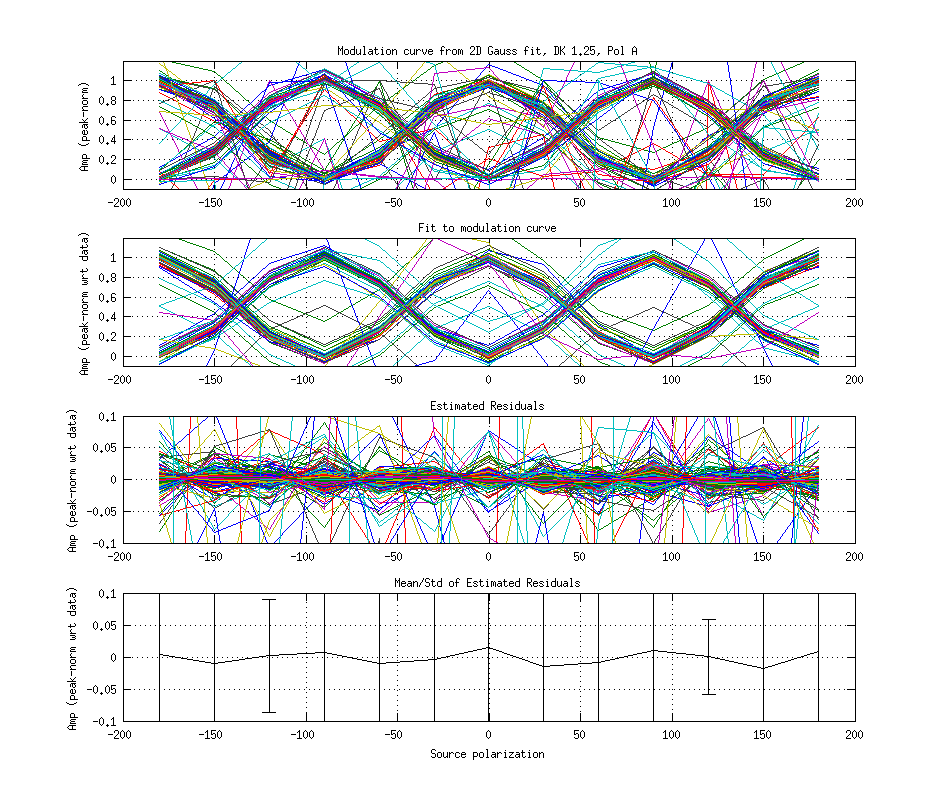 Modulation curve from 2D Gauss fit, DK 1.25, Pol A
Amp (peak-norm)
1
0.8
0.6
0.4
0.2
0
-200 -150 -100 -50 0 50 100 150 200
Fit to modulation curve
Amp (peak-norm wrt data)
1
0.8
0.6
0.4
0.2
0
-200 -150 -100 -50 0 50 100 150 200
Estimated Residuals
Amp (peak-norm wrt data)
0.1
0.05
0
-0.05
-0.1
-200 -150 -100 -50 0 50 100 150 200
Mean/Std of Estimated Residuals
Amp (peak-norm wrt data)
0.1
0.05
0
-0.05
-0.1
-200 -150 -100 -50 0 50 100 150 200
Source polarization